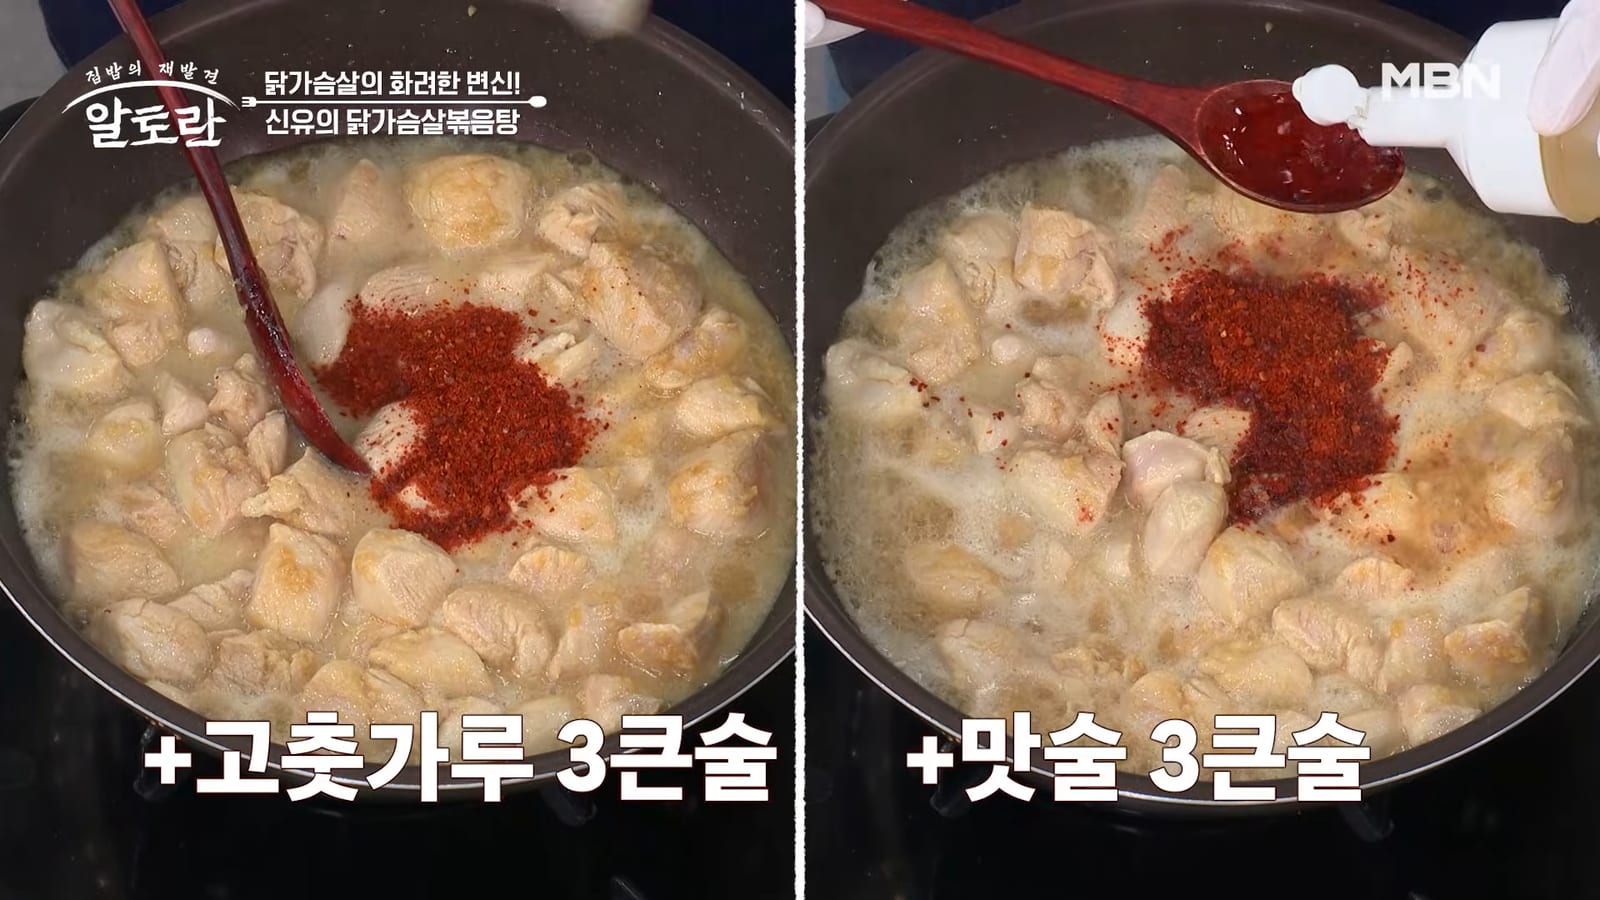 집밥의 재발견
알토란
닭가슴살의 화려한 변신!
신유의 닭가슴살볶음탕
MBN
+고춧가루 3큰술
+맛술 3큰술